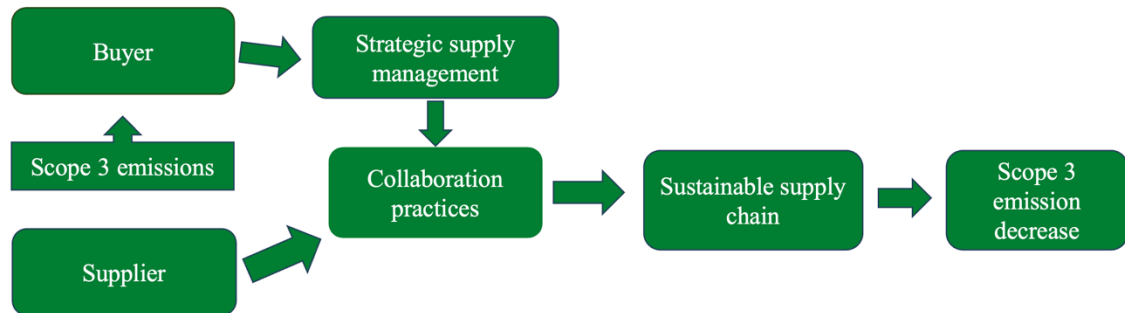 Buyer
Strategic supply
management
Scope 3 emissions
Collaboration
practices
Sustainable supply
chain
Scope 3
emission
decrease
Supplier